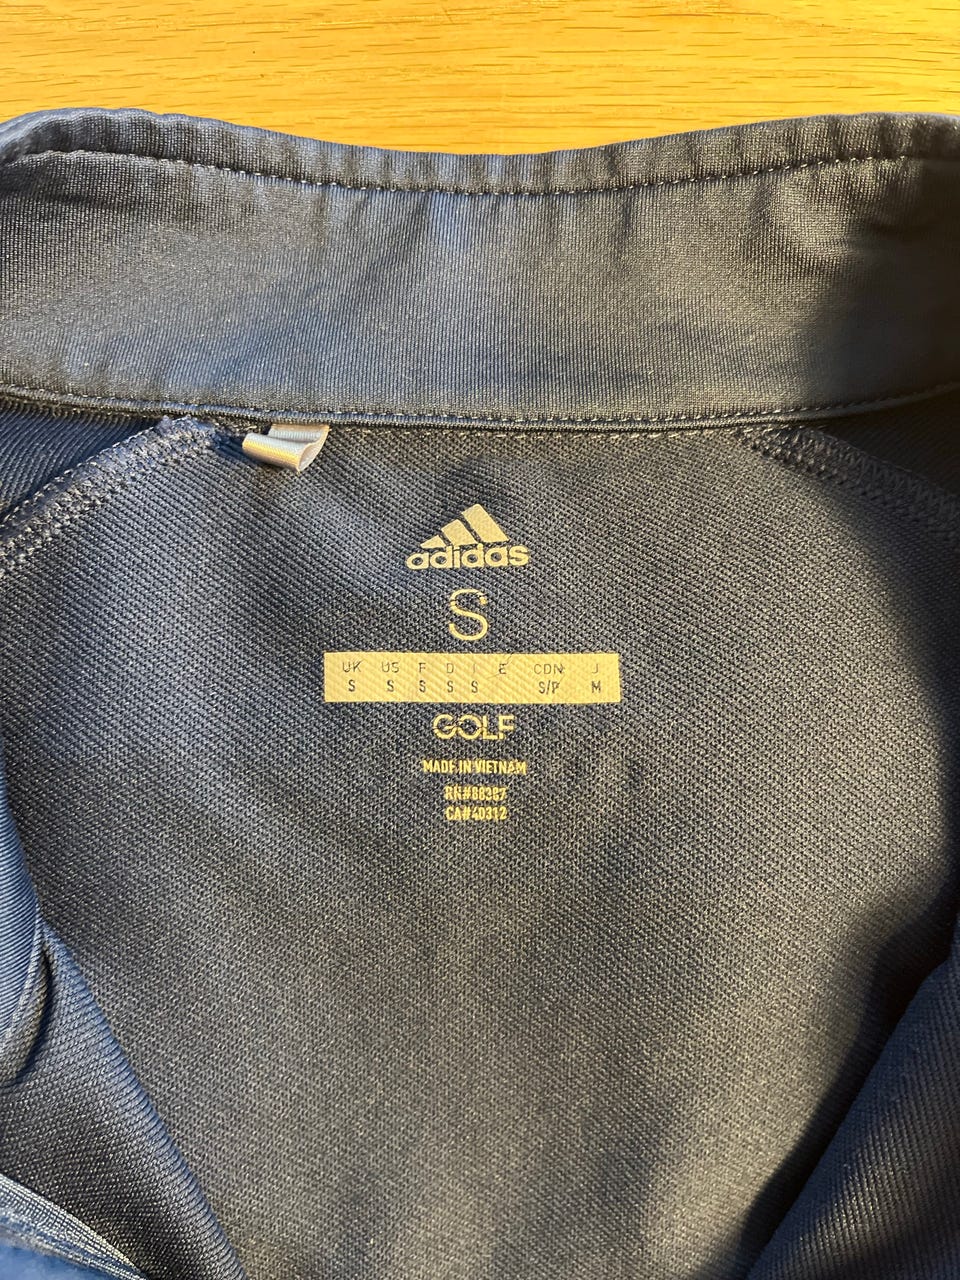 adidas
S
UK US F D I E CDN J
S S S S S S/P M
GOLF
MADE IN VIETNAM
RN#88387
CA#40312